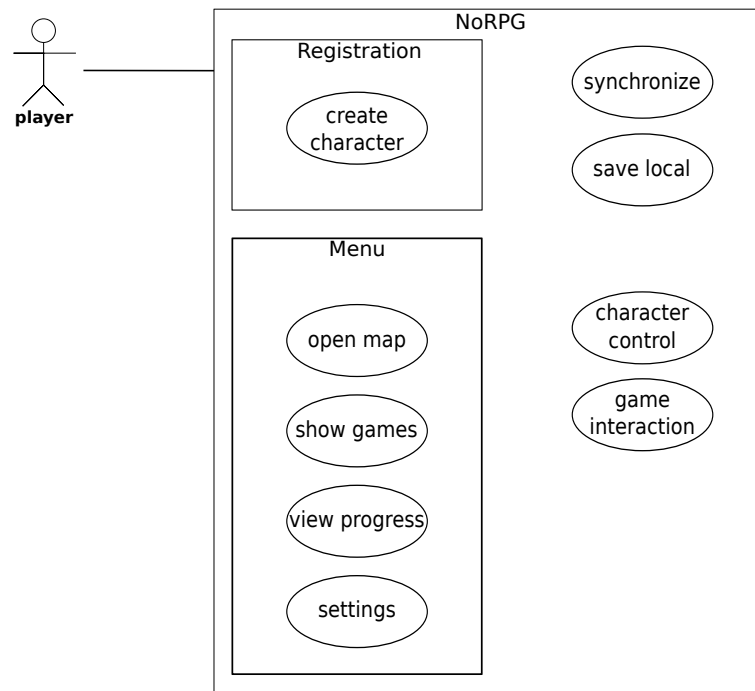 NoRPG
player
Registration
create
character
Menu
open map
show games
view progress
settings
synchronize
save local
character
control
game
interaction